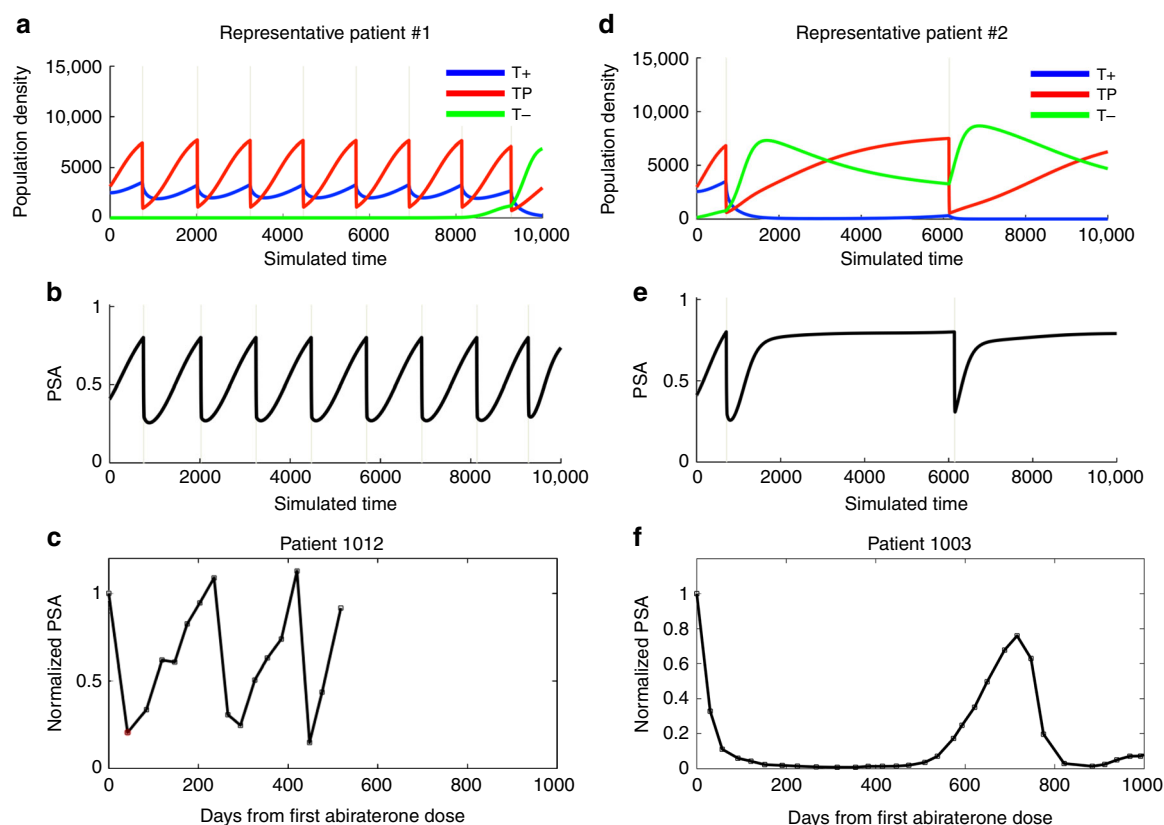 a
Representative patient #1
Population density
15,000
10,000
5000
0
T+
TP
T–
0 2000 4000 6000 8000 10,000
Simulated time
b
PSA
1
0.5
0
0 2000 4000 6000 8000 10,000
Simulated time
c
Patient 1012
Normalized PSA
1
0.5
0
0 200 400 600 800 1000
Days from first abiraterone dose
d
Representative patient #2
Population density
15,000
10,000
5000
0
T+
TP
T–
0 2000 4000 6000 8000 10,000
Simulated time
e
PSA
1
0.5
0
0 2000 4000 6000 8000 10,000
Simulated time
f
Patient 1003
Normalized PSA
1
0.8
0.6
0.4
0.2
0
0 200 400 600 800 1000
Days from first abiraterone dose